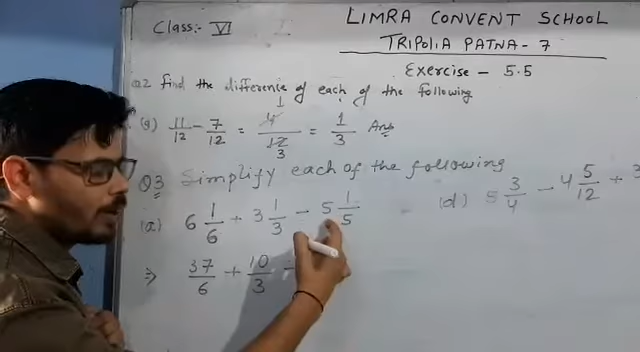 Class:- VI
LIMRA CONVENT SCHOOL
TRIPOLIA PATNA - 7
Exercise - 5.5
Q2 Find the difference of each of the following
(g) 11/12 - 7/12 = 4/12 = 1/3 Ans
1
3
Q3 Simplify each of the following
(a) 6 1/6 + 3 1/3 - 5 1/5
(d) 5 3/4 - 4 5/12 + 3
⇒ 37/6 + 10/3 -